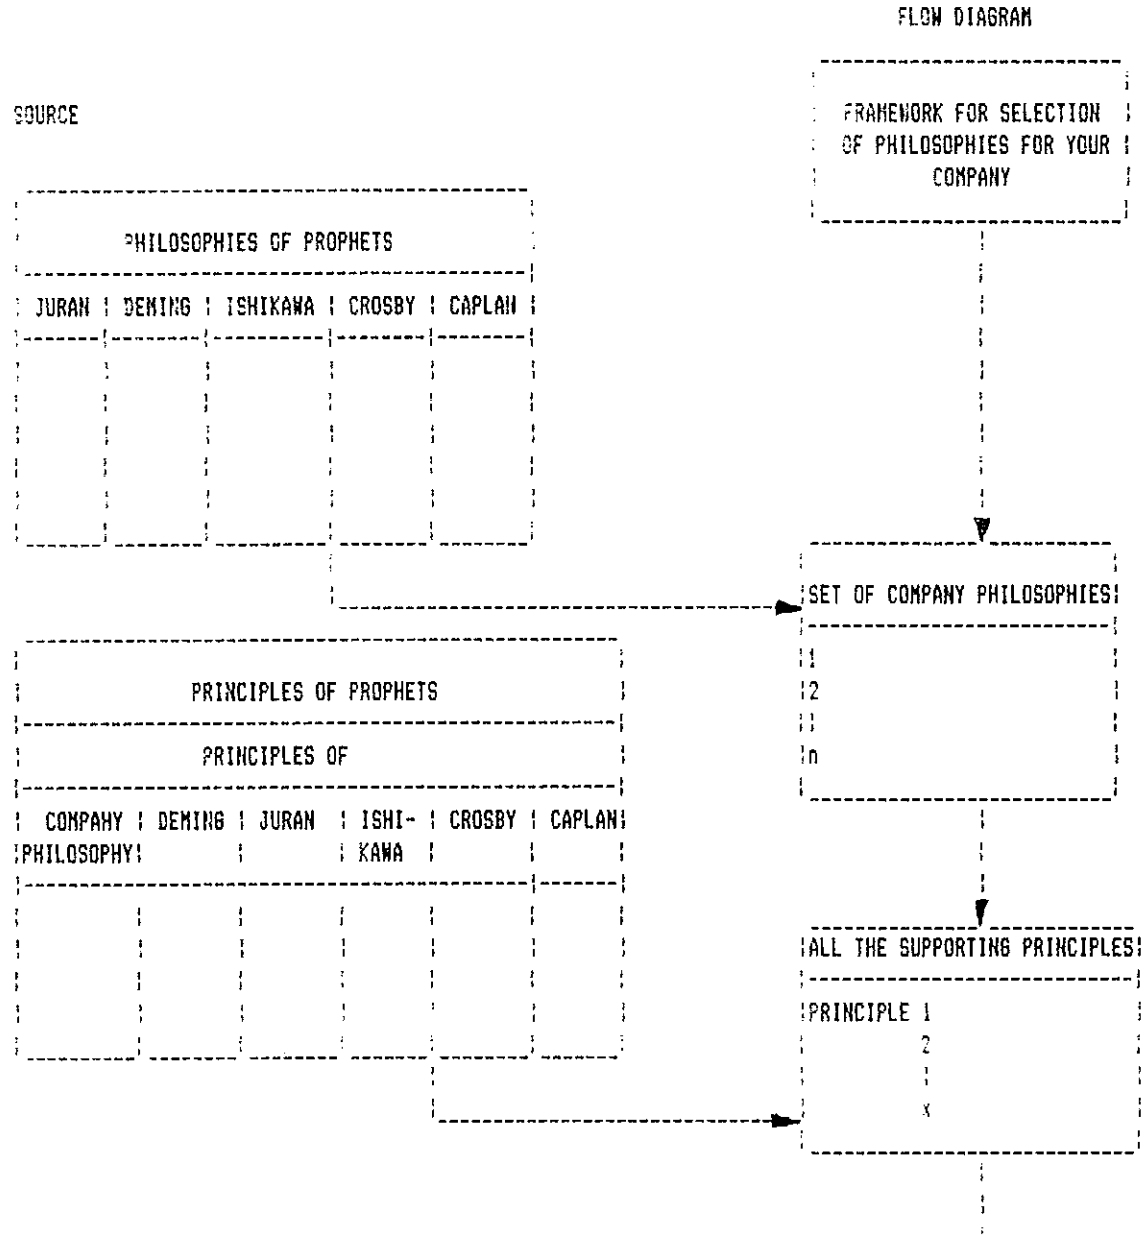 FLOW DIAGRAM
SOURCE
FRAMEWORK FOR SELECTION
OF PHILOSOPHIES FOR YOUR
COMPANY
PHILOSOPHIES OF PROPHETS
JURAN DEMING ISHIKAWA CROSBY CAPLAN
SET OF COMPANY PHILOSOPHIES
1
2
n
PRINCIPLES OF PROPHETS
PRINCIPLES OF
COMPANY DEMING JURAN ISHI- CROSBY CAPLAN
PHILOSOPHY KAWA
ALL THE SUPPORTING PRINCIPLES
PRINCIPLE 1
2
x